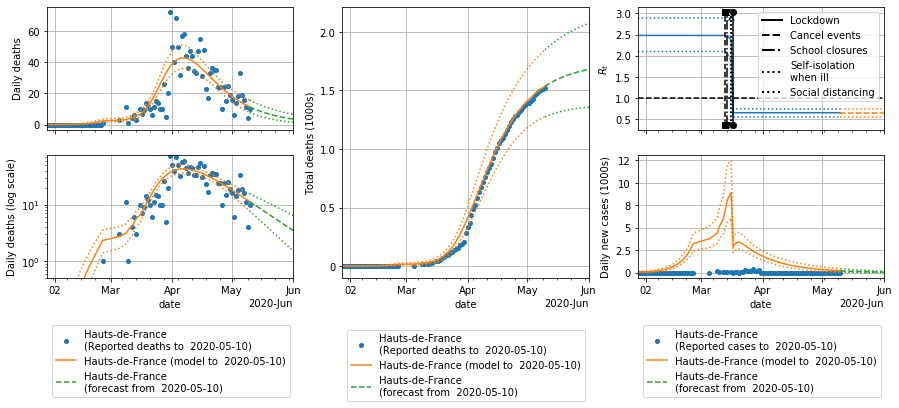 Daily deaths
60
40
20
0
Daily deaths (log scale)
10¹
10⁰
02
Mar
Apr
May
date
2020-Jun
Hauts-de-France
(Reported deaths to  2020-05-10)
Hauts-de-France (model to  2020-05-10)
Hauts-de-France
(forecast from  2020-05-10)
Total deaths (1000s)
2.0
1.5
1.0
0.5
0
02
Mar
Apr
May
date
2020-Jun
Hauts-de-France
(Reported deaths to  2020-05-10)
Hauts-de-France (model to  2020-05-10)
Hauts-de-France
(forecast from  2020-05-10)
Rₜ
3.0
2.5
2.0
1.5
1.0
0.5
Lockdown
Cancel events
School closures
Self-isolation
when ill
Social distancing
Daily new cases (1000s)
12
10
8
5
2.5
0
02
Mar
Apr
May
date
2020-Jun
Hauts-de-France
(Reported cases to  2020-05-10)
Hauts-de-France (model to  2020-05-10)
Hauts-de-France
(forecast from  2020-05-10)